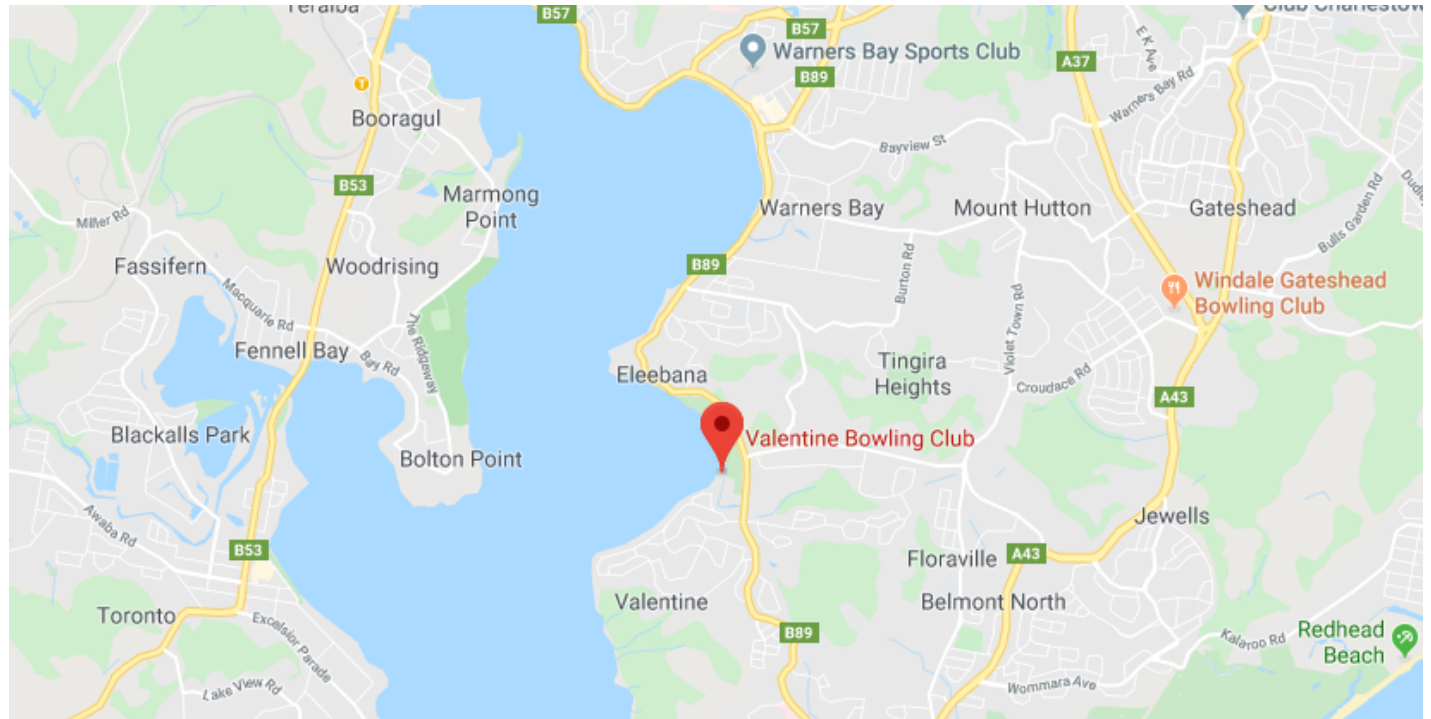 Teralba
B57
Club Charlestow
B57
Warners Bay Sports Club
B89
A37
E K Ave
Warners Bay Rd
Booragul
Bayview St
B53
Marmong
Point
Miller Rd
Warners Bay
Mount Hutton
Gateshead
Bulls Garden Rd
Dudley
Fassifern
Woodrising
B89
Burton Rd
Windale Gateshead
Bowling Club
Macquarie Rd
The Ridgeway
Violet Town Rd
Fennell Bay
Bay Rd
Eleebana
Tingira
Heights
Croudace Rd
A43
Blackalls Park
Bolton Point
Valentine Bowling Club
Awaba Rd
Jewells
B53
Floraville
A43
Toronto
Excelsior Parade
Valentine
B89
Belmont North
Kalaroo Rd
Redhead
Beach
Lake View Rd
Wommara Ave